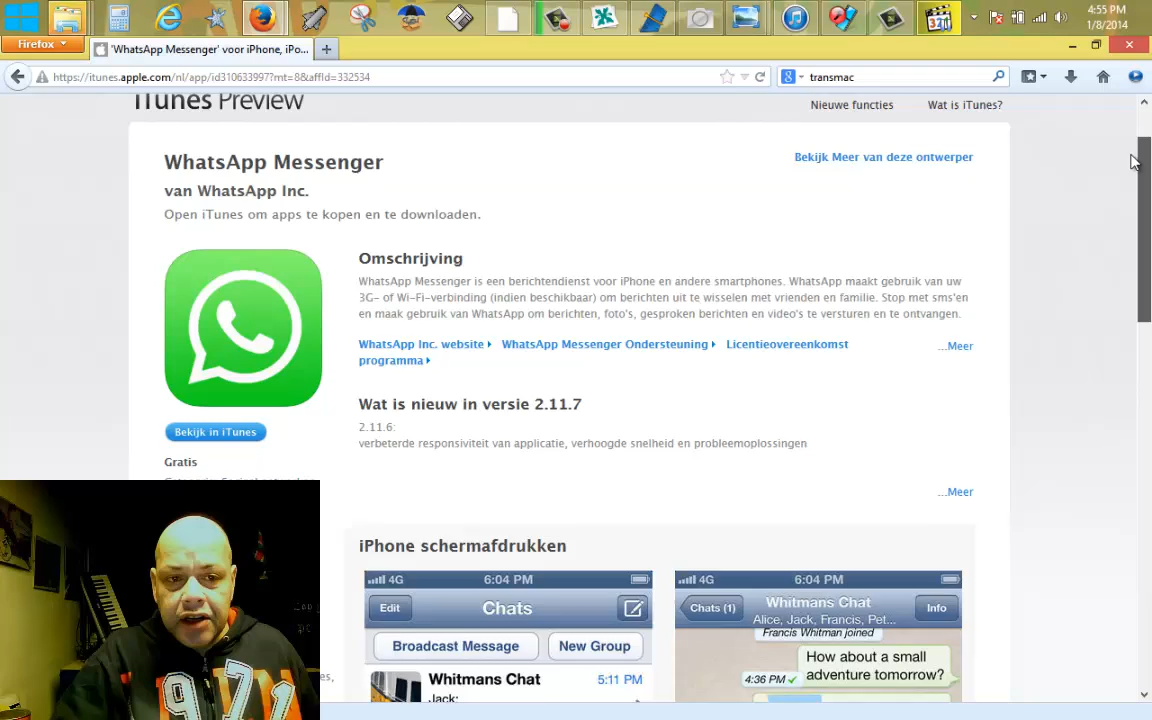 4:55 PM
1/8/2014
Firefox
'WhatsApp Messenger' voor iPhone, iPo...
https://itunes.apple.com/nl/app/id310633997?mt=8&affId=332534
transmac
iTunes Preview
Nieuwe functies
Wat is iTunes?
WhatsApp Messenger
Bekijk Meer van deze ontwerper
van WhatsApp Inc.
Open iTunes om apps te kopen en te downloaden.
Omschrijving
WhatsApp Messenger is een berichtendienst voor iPhone en andere smartphones. WhatsApp maakt gebruik van uw
3G- of Wi-Fi-verbinding (indien beschikbaar) om berichten uit te wisselen met vrienden en familie. Stop met sms'en
en maak gebruik van WhatsApp om berichten, foto's, gesproken berichten en video's te versturen en te ontvangen.
WhatsApp Inc. website
WhatsApp Messenger Ondersteuning
Licentieovereenkomst
programma
...Meer
Wat is nieuw in versie 2.11.7
2.11.6:
verbeterde responsiviteit van applicatie, verhoogde snelheid en probleemoplossingen
Bekijk in iTunes
Gratis
...Meer
iPhone schermafdrukken
4G
6:04 PM
Edit
Chats
Broadcast Message
New Group
Whitmans Chat
5:11 PM
Jack:
4G
6:04 PM
Chats (1)
Whitmans Chat
Alice, Jack, Francis, Pet...
Info
Francis Whitman joined
How about a small
adventure tomorrow?
4:36 PM